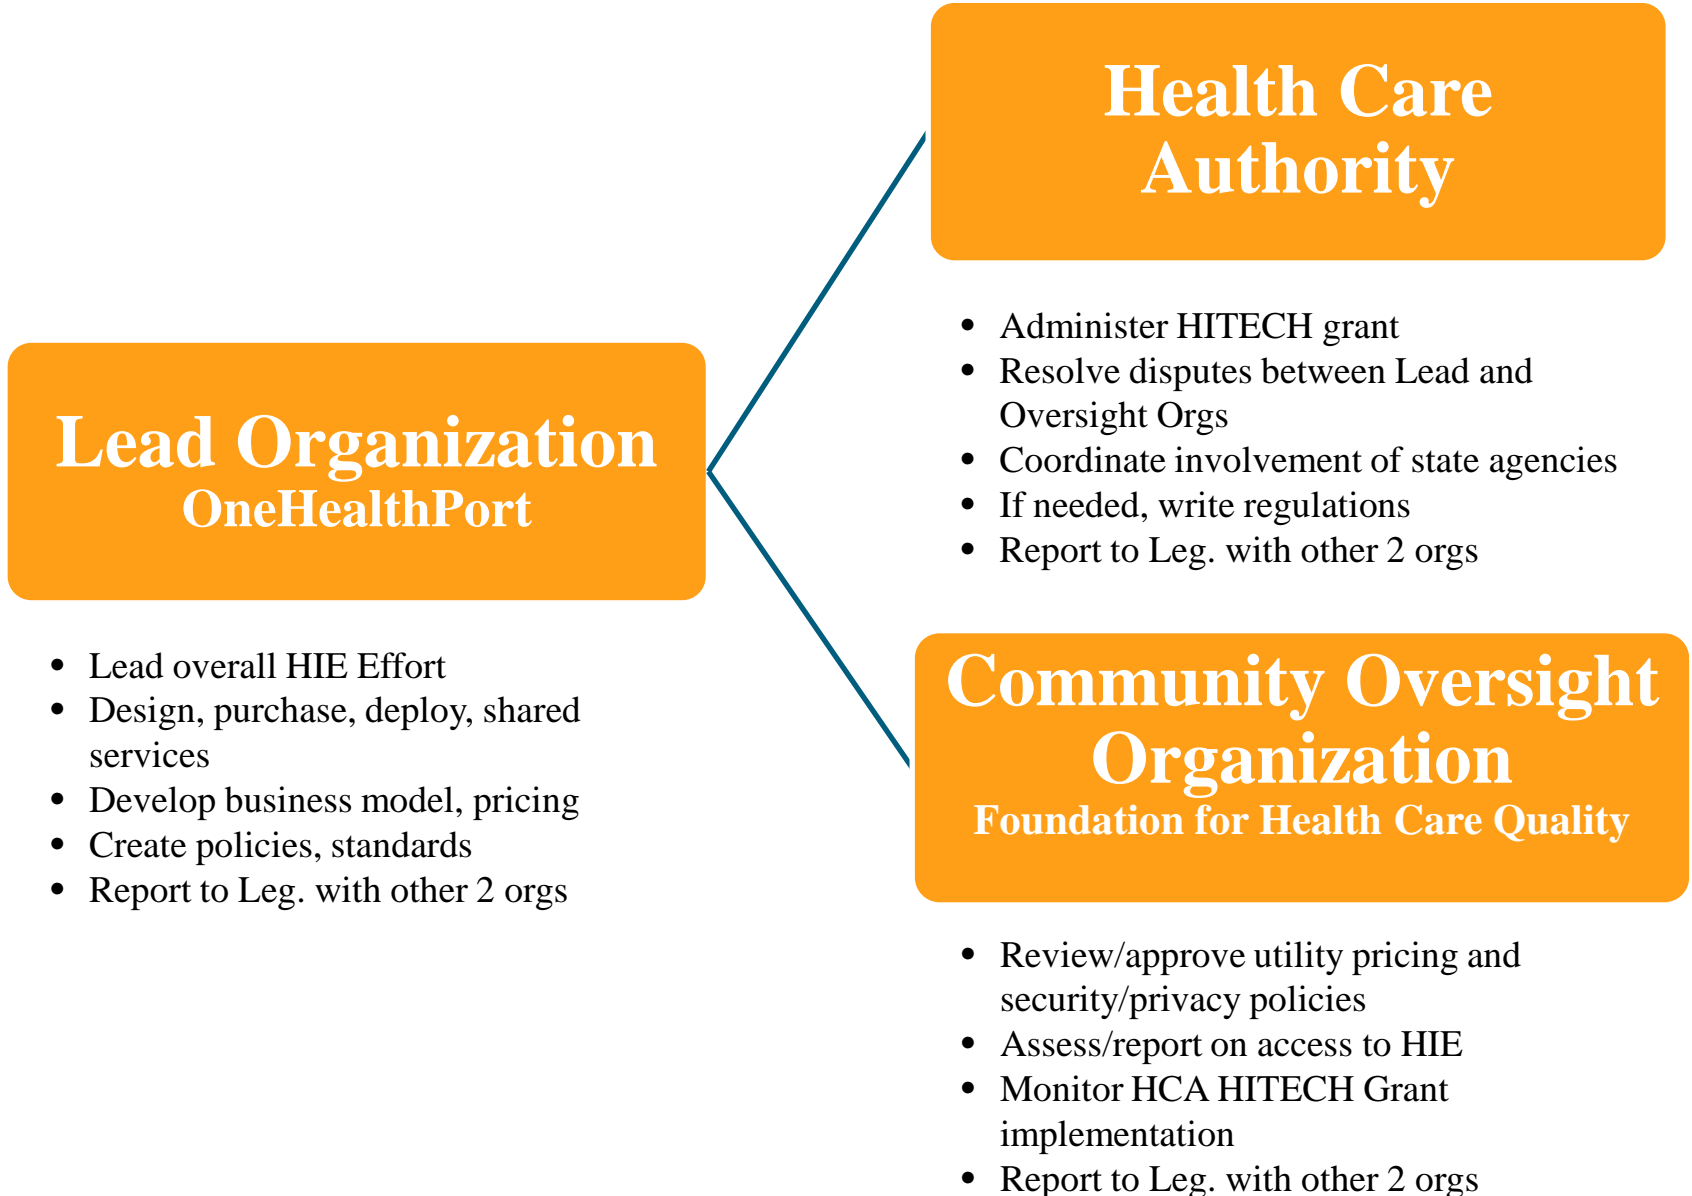 Health Care
Authority
• Administer HITECH grant
• Resolve disputes between Lead and
Oversight Orgs
• Coordinate involvement of state agencies
• If needed, write regulations
• Report to Leg. with other 2 orgs
Lead Organization
OneHealthPort
• Lead overall HIE Effort
• Design, purchase, deploy, shared
services
• Develop business model, pricing
• Create policies, standards
• Report to Leg. with other 2 orgs
Community Oversight
Organization
Foundation for Health Care Quality
• Review/approve utility pricing and
security/privacy policies
• Assess/report on access to HIE
• Monitor HCA HITECH Grant
implementation
• Report to Leg. with other 2 orgs